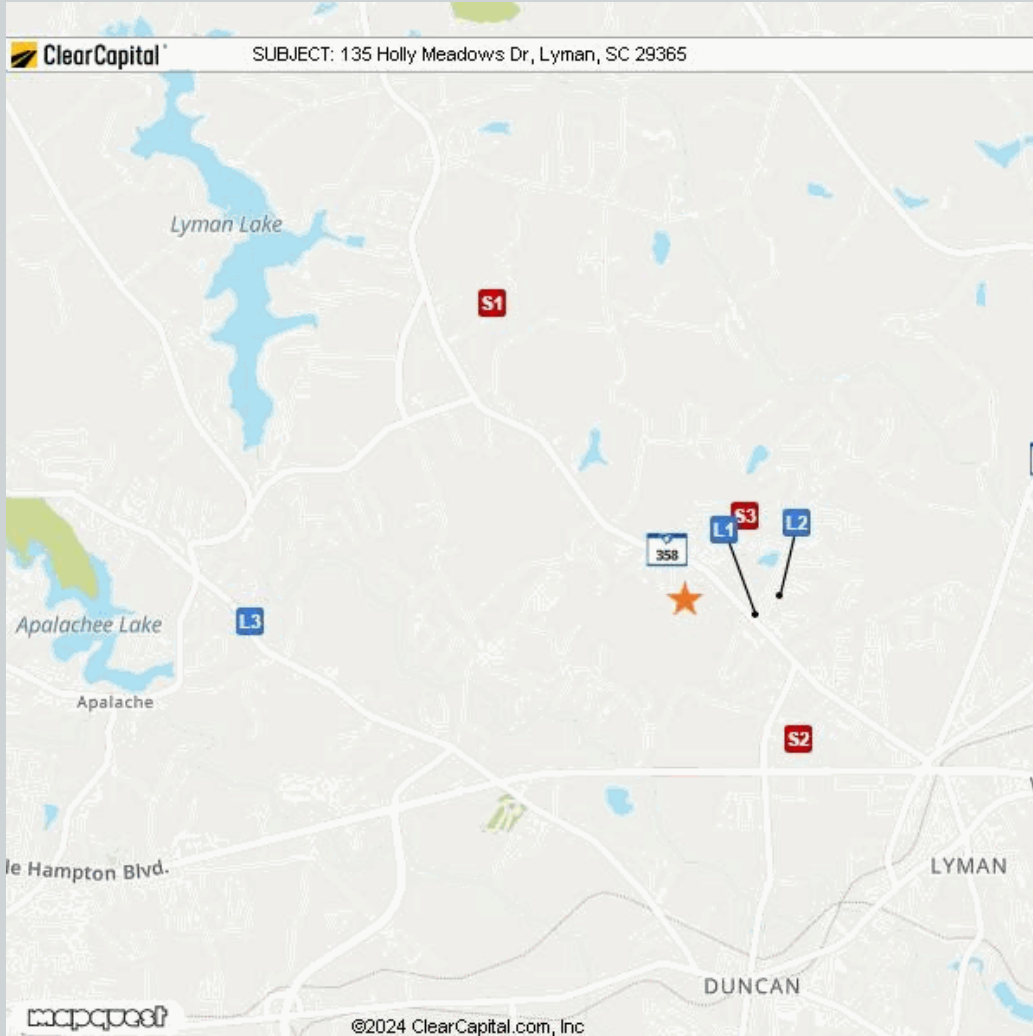 ClearCapital
SUBJECT: 135 Holly Meadows Dr, Lyman, SC 29365
Lyman Lake
S1
S3
L1
L2
358
L3
Apalachee Lake
Apalache
S2
le Hampton Blvd.
LYMAN
DUNCAN
mapquest
©2024 ClearCapital.com, Inc